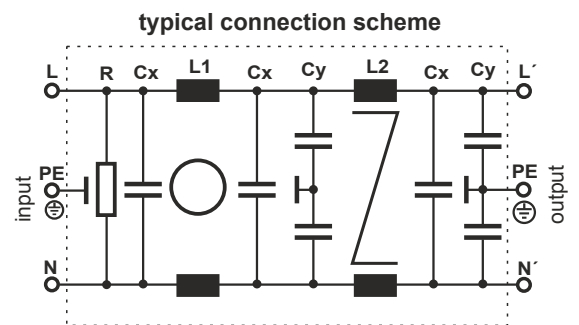 typical connection scheme
L R Cx L1 Cx Cy L2 Cx Cy L´
input PE PE output
N N´